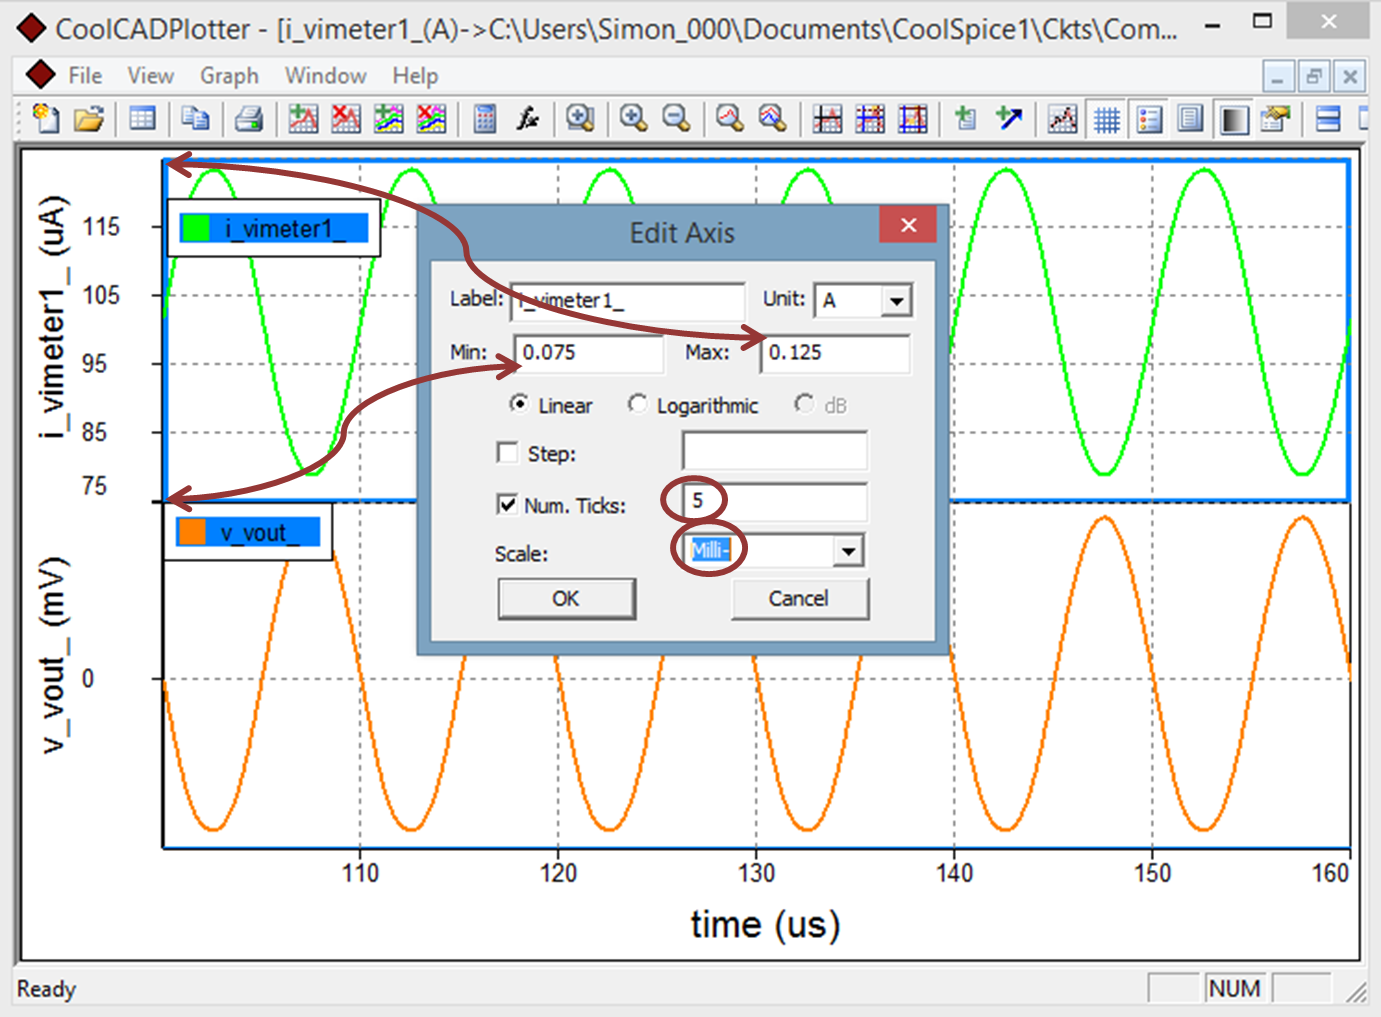 CoolCADPlotter - [i_vimeter1_(A)->C:\Users\Simon_000\Documents\CoolSpice1\Ckts\Com...
File View Graph Window Help
fx
i_vimeter1_ (uA)
115
105
95
85
75
i_vimeter1_
Edit Axis
Label: i_vimeter1_ Unit: A
Min: 0.075 Max: 0.125
Linear Logarithmic dB
Step:
Num. Ticks: 5
Scale: Milli-
OK Cancel
v_vout_ (mV)
0
v_vout_
110 120 130 140 150 160
time (us)
Ready NUM